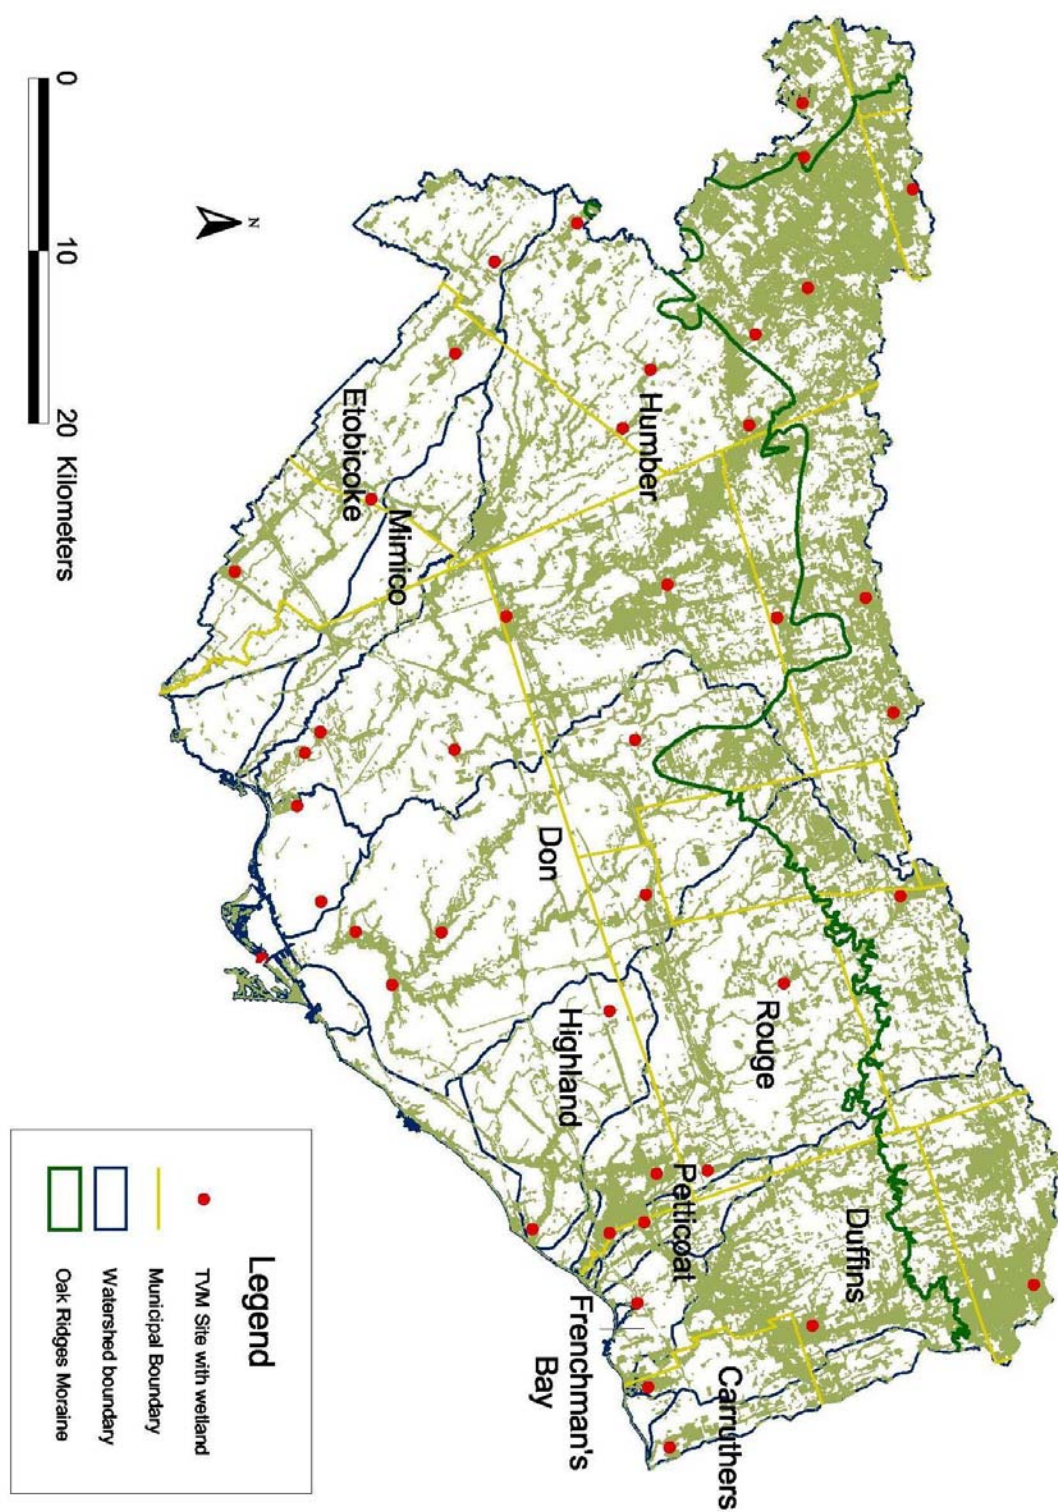 Humber
Etobicoke
Mimico
Don
Highland
Rouge
Petticoat
Duffins
Frenchman's
Bay
Carruthers
N
0 10 20 Kilometers
Legend
TVM Site with wetland
Municipal Boundary
Watershed boundary
Oak Ridges Moraine